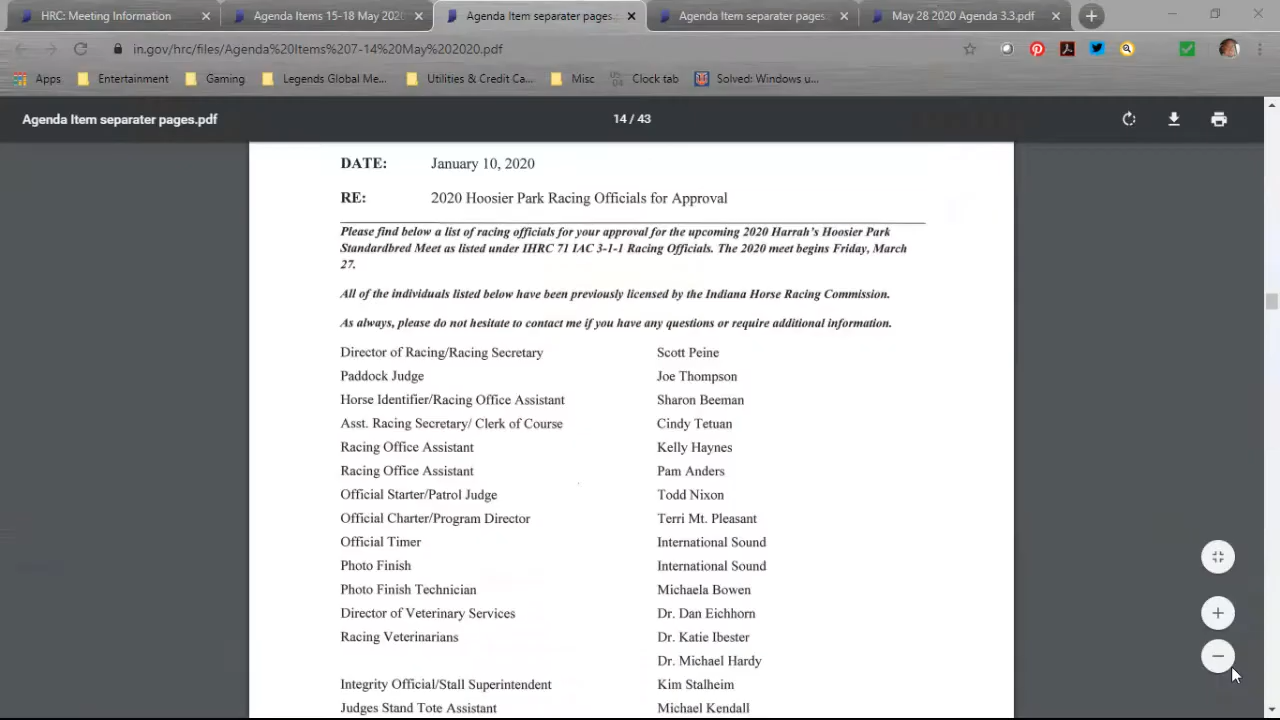 HRC: Meeting Information
Agenda Items 15-18 May 2020.
Agenda Item separater pages.
Agenda Item separater pages.
May 28 2020 Agenda 3.3.pdf
in.gov/hrc/files/Agenda%20Items%207-14%20May%202020.pdf
Apps
Entertainment
Gaming
Legends Global Me...
Utilities & Credit Ca...
Misc
Clock tab
Solved: Windows u...
Agenda Item separater pages.pdf
14 / 43
DATE: January 10, 2020
RE: 2020 Hoosier Park Racing Officials for Approval
Please find below a list of racing officials for your approval for the upcoming 2020 Harrah's Hoosier Park
Standardbred Meet as listed under IHRC 71 IAC 3-1-1 Racing Officials. The 2020 meet begins Friday, March
27.
All of the individuals listed below have been previously licensed by the Indiana Horse Racing Commission.
As always, please do not hesitate to contact me if you have any questions or require additional information.
Director of Racing/Racing Secretary Scott Peine
Paddock Judge Joe Thompson
Horse Identifier/Racing Office Assistant Sharon Beeman
Asst. Racing Secretary/ Clerk of Course Cindy Tetuan
Racing Office Assistant Kelly Haynes
Racing Office Assistant Pam Anders
Official Starter/Patrol Judge Todd Nixon
Official Charter/Program Director Terri Mt. Pleasant
Official Timer International Sound
Photo Finish International Sound
Photo Finish Technician Michaela Bowen
Director of Veterinary Services Dr. Dan Eichhorn
Racing Veterinarians Dr. Katie Ibester
Dr. Michael Hardy
Integrity Official/Stall Superintendent Kim Stalheim
Judges Stand Tote Assistant Michael Kendall